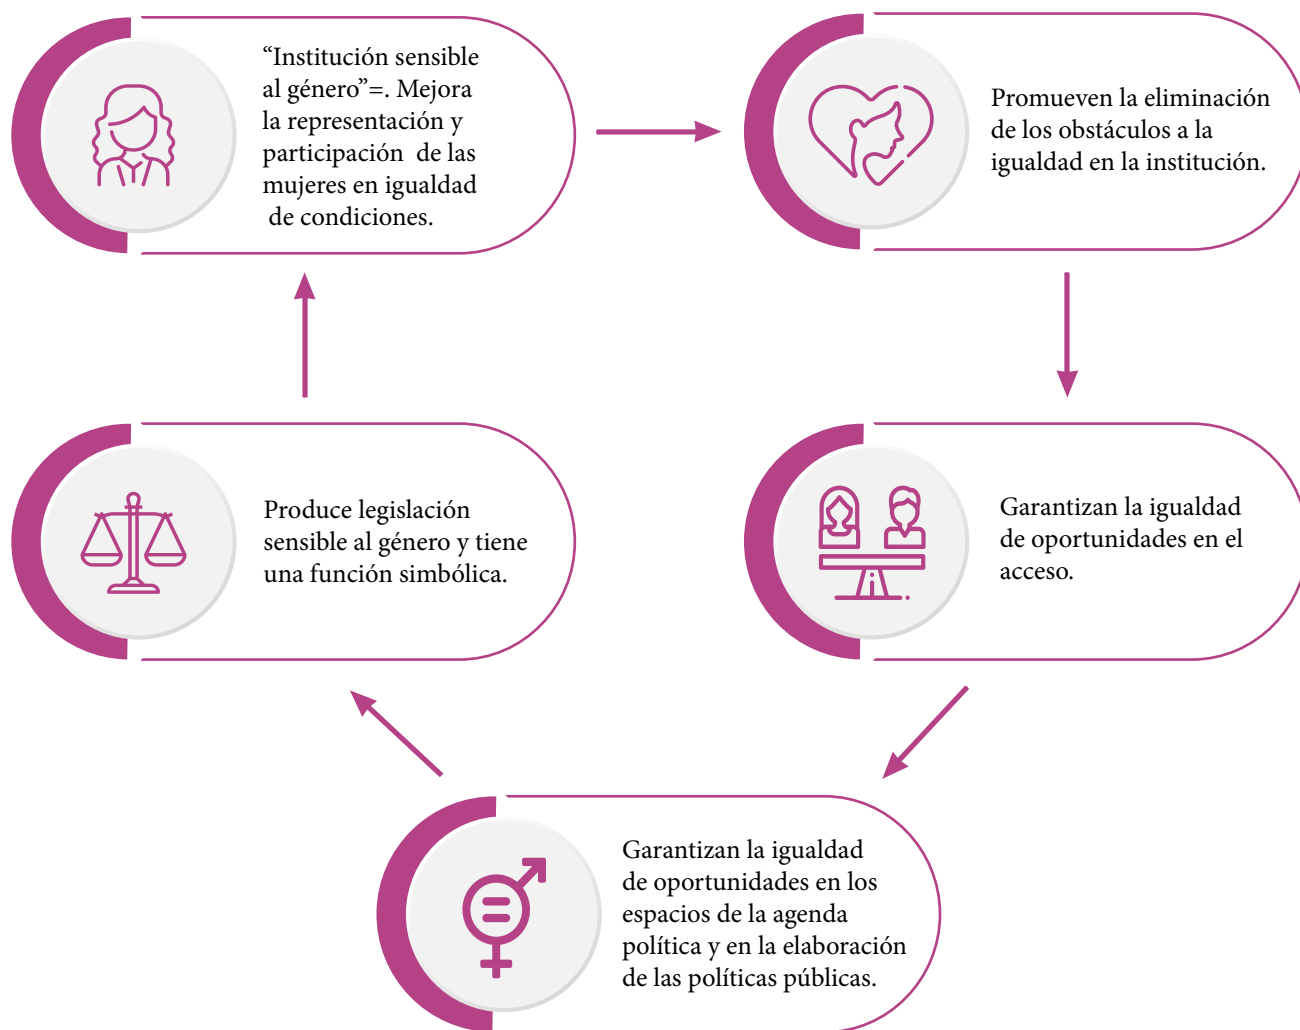 “Institución sensible
al género”=. Mejora
la representación y
participación de las
mujeres en igualdad
de condiciones.
Promueven la eliminación
de los obstáculos a la
igualdad en la institución.
Garantizan la igualdad
de oportunidades en el
acceso.
Garantizan la igualdad
de oportunidades en los
espacios de la agenda
política y en la elaboración
de las políticas públicas.
Produce legislación
sensible al género y tiene
una función simbólica.